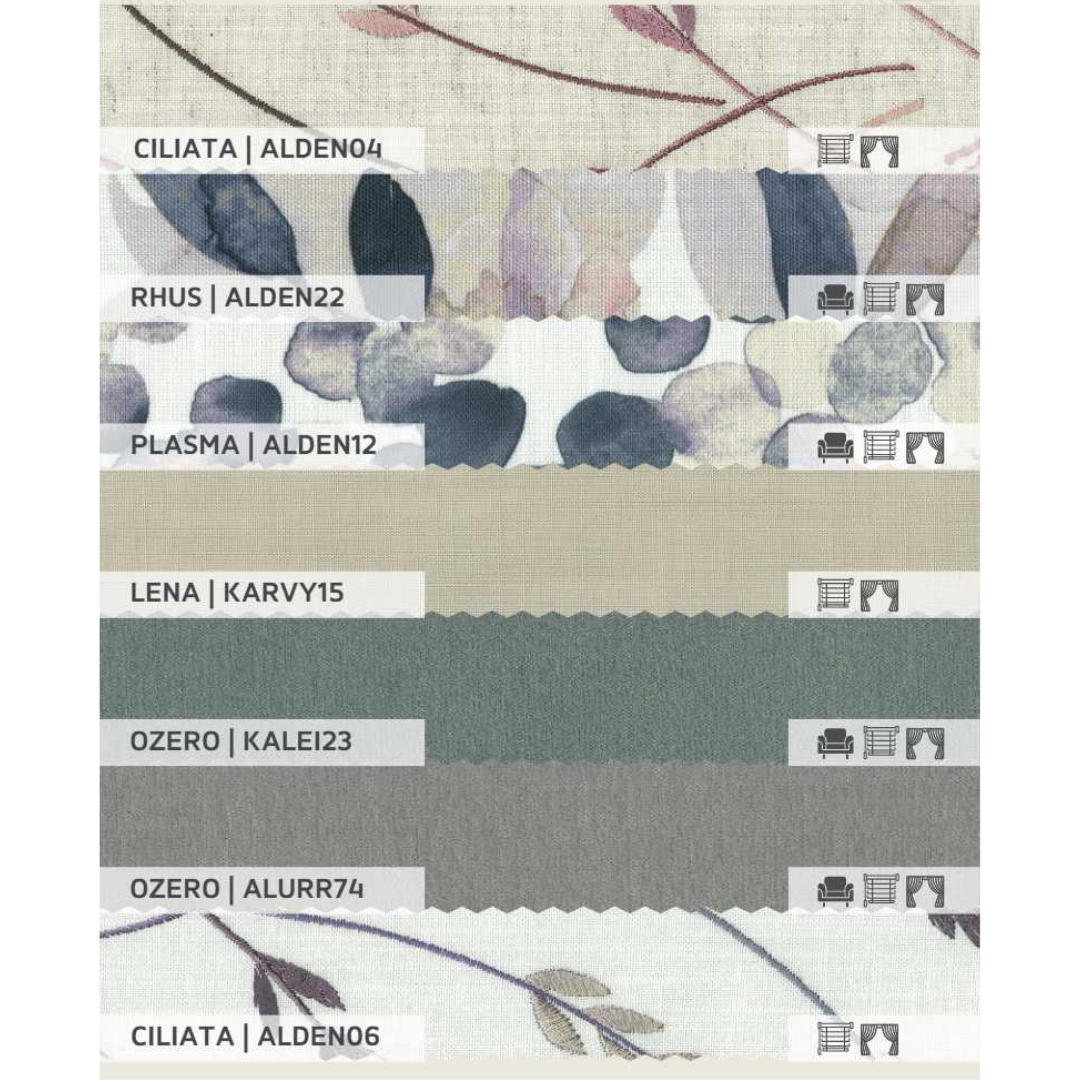 CILIATA | ALDEN04
RHUS | ALDEN22
PLASMA | ALDEN12
LENA | KARVY15
OZERO | KALEI23
OZERO | ALURR74
CILIATA | ALDEN06